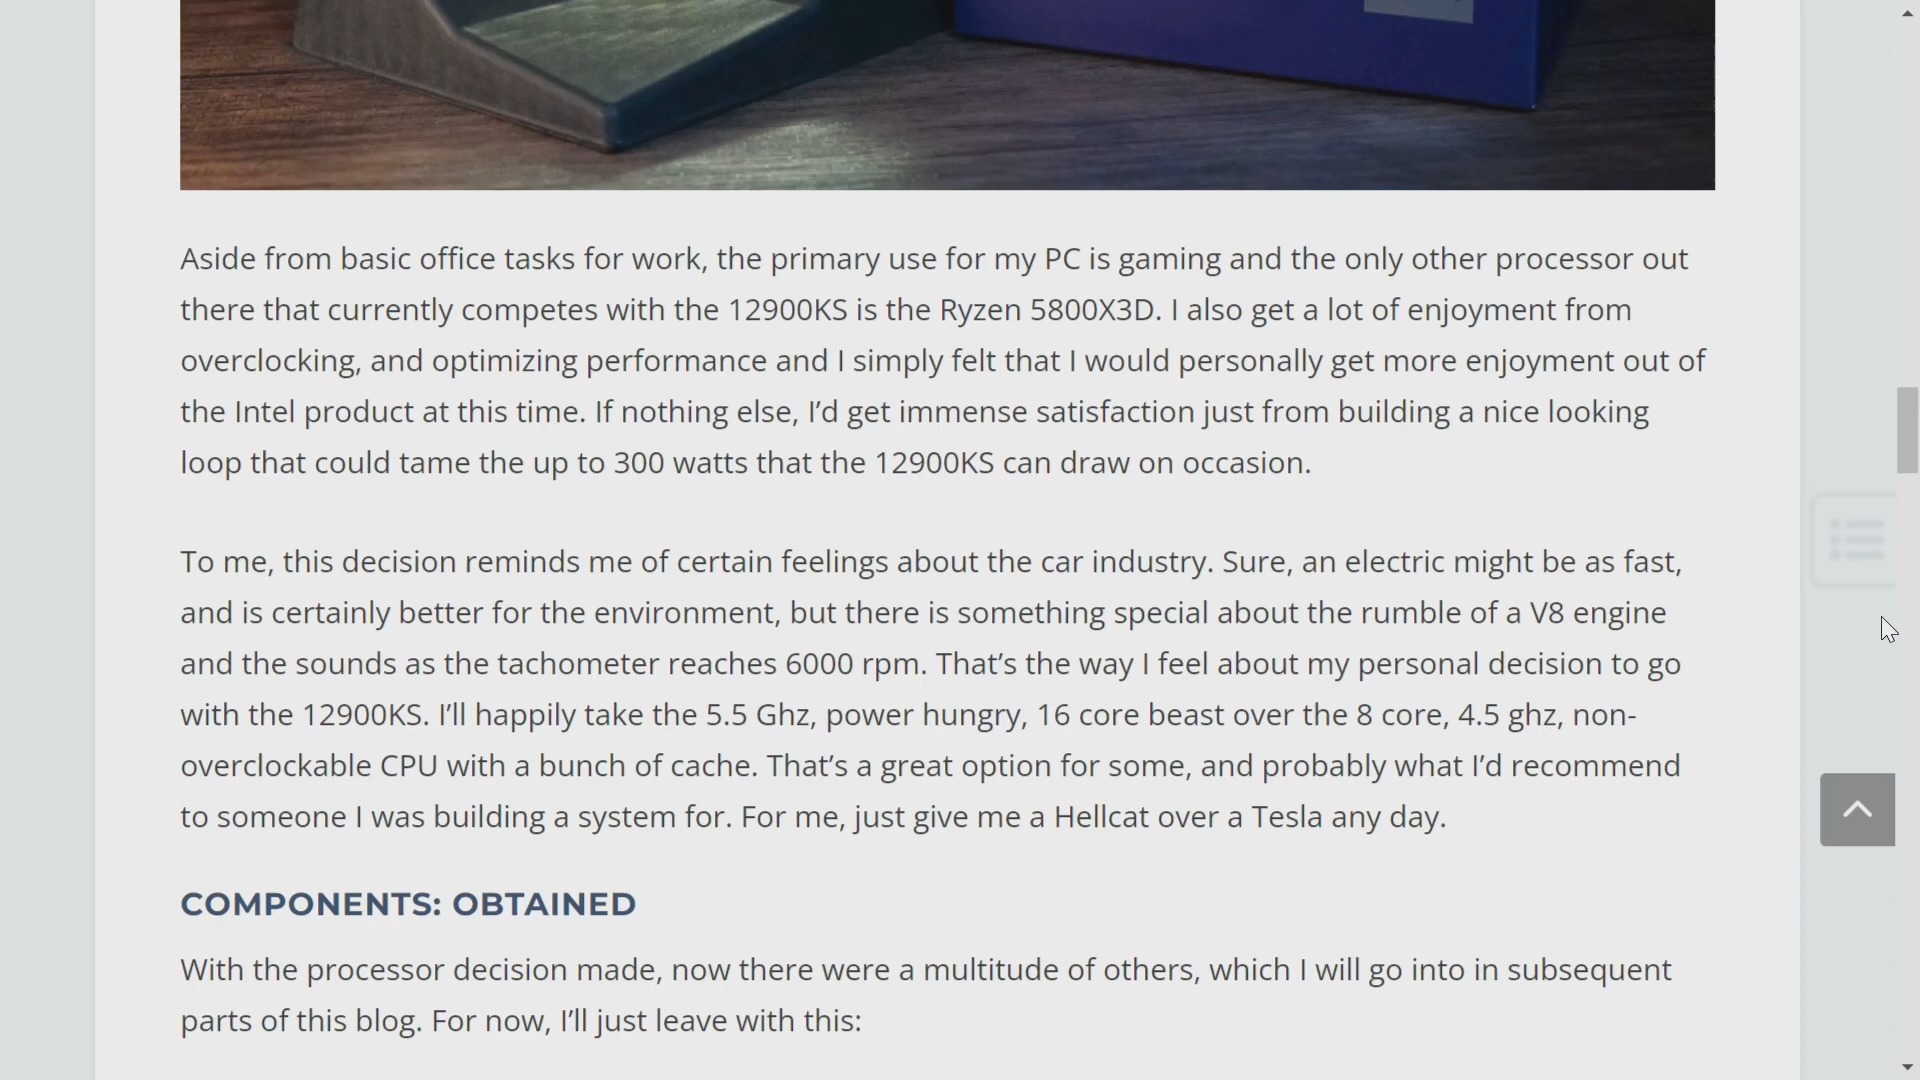 Aside from basic office tasks for work, the primary use for my PC is gaming and the only other processor out
there that currently competes with the 12900KS is the Ryzen 5800X3D. I also get a lot of enjoyment from
overclocking, and optimizing performance and I simply felt that I would personally get more enjoyment out of
the Intel product at this time. If nothing else, I’d get immense satisfaction just from building a nice looking
loop that could tame the up to 300 watts that the 12900KS can draw on occasion.
To me, this decision reminds me of certain feelings about the car industry. Sure, an electric might be as fast,
and is certainly better for the environment, but there is something special about the rumble of a V8 engine
and the sounds as the tachometer reaches 6000 rpm. That’s the way I feel about my personal decision to go
with the 12900KS. I’ll happily take the 5.5 Ghz, power hungry, 16 core beast over the 8 core, 4.5 ghz, non-
overclockable CPU with a bunch of cache. That’s a great option for some, and probably what I’d recommend
to someone I was building a system for. For me, just give me a Hellcat over a Tesla any day.
COMPONENTS: OBTAINED
With the processor decision made, now there were a multitude of others, which I will go into in subsequent
parts of this blog. For now, I’ll just leave with this: